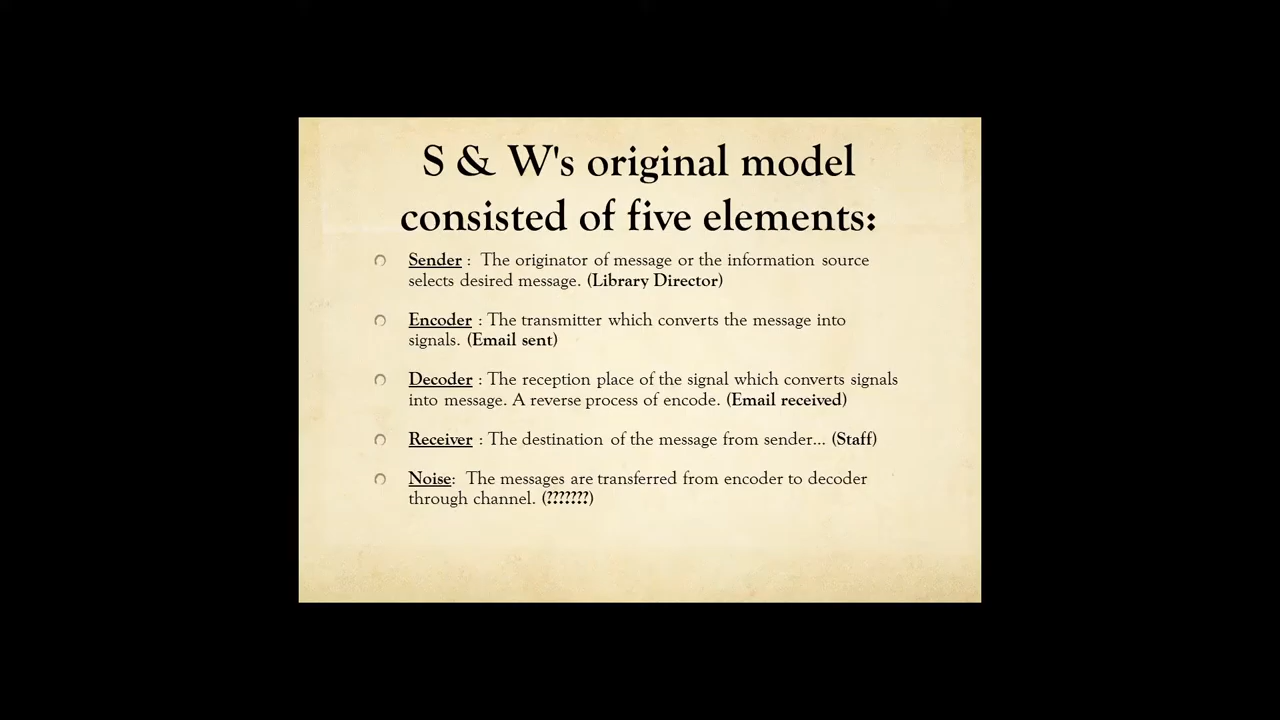 S & W's original model
consisted of five elements:
Sender :  The originator of message or the information source
selects desired message. (Library Director)
Encoder : The transmitter which converts the message into
signals. (Email sent)
Decoder : The reception place of the signal which converts signals
into message. A reverse process of encode. (Email received)
Receiver : The destination of the message from sender... (Staff)
Noise:  The messages are transferred from encoder to decoder
through channel. (???????)